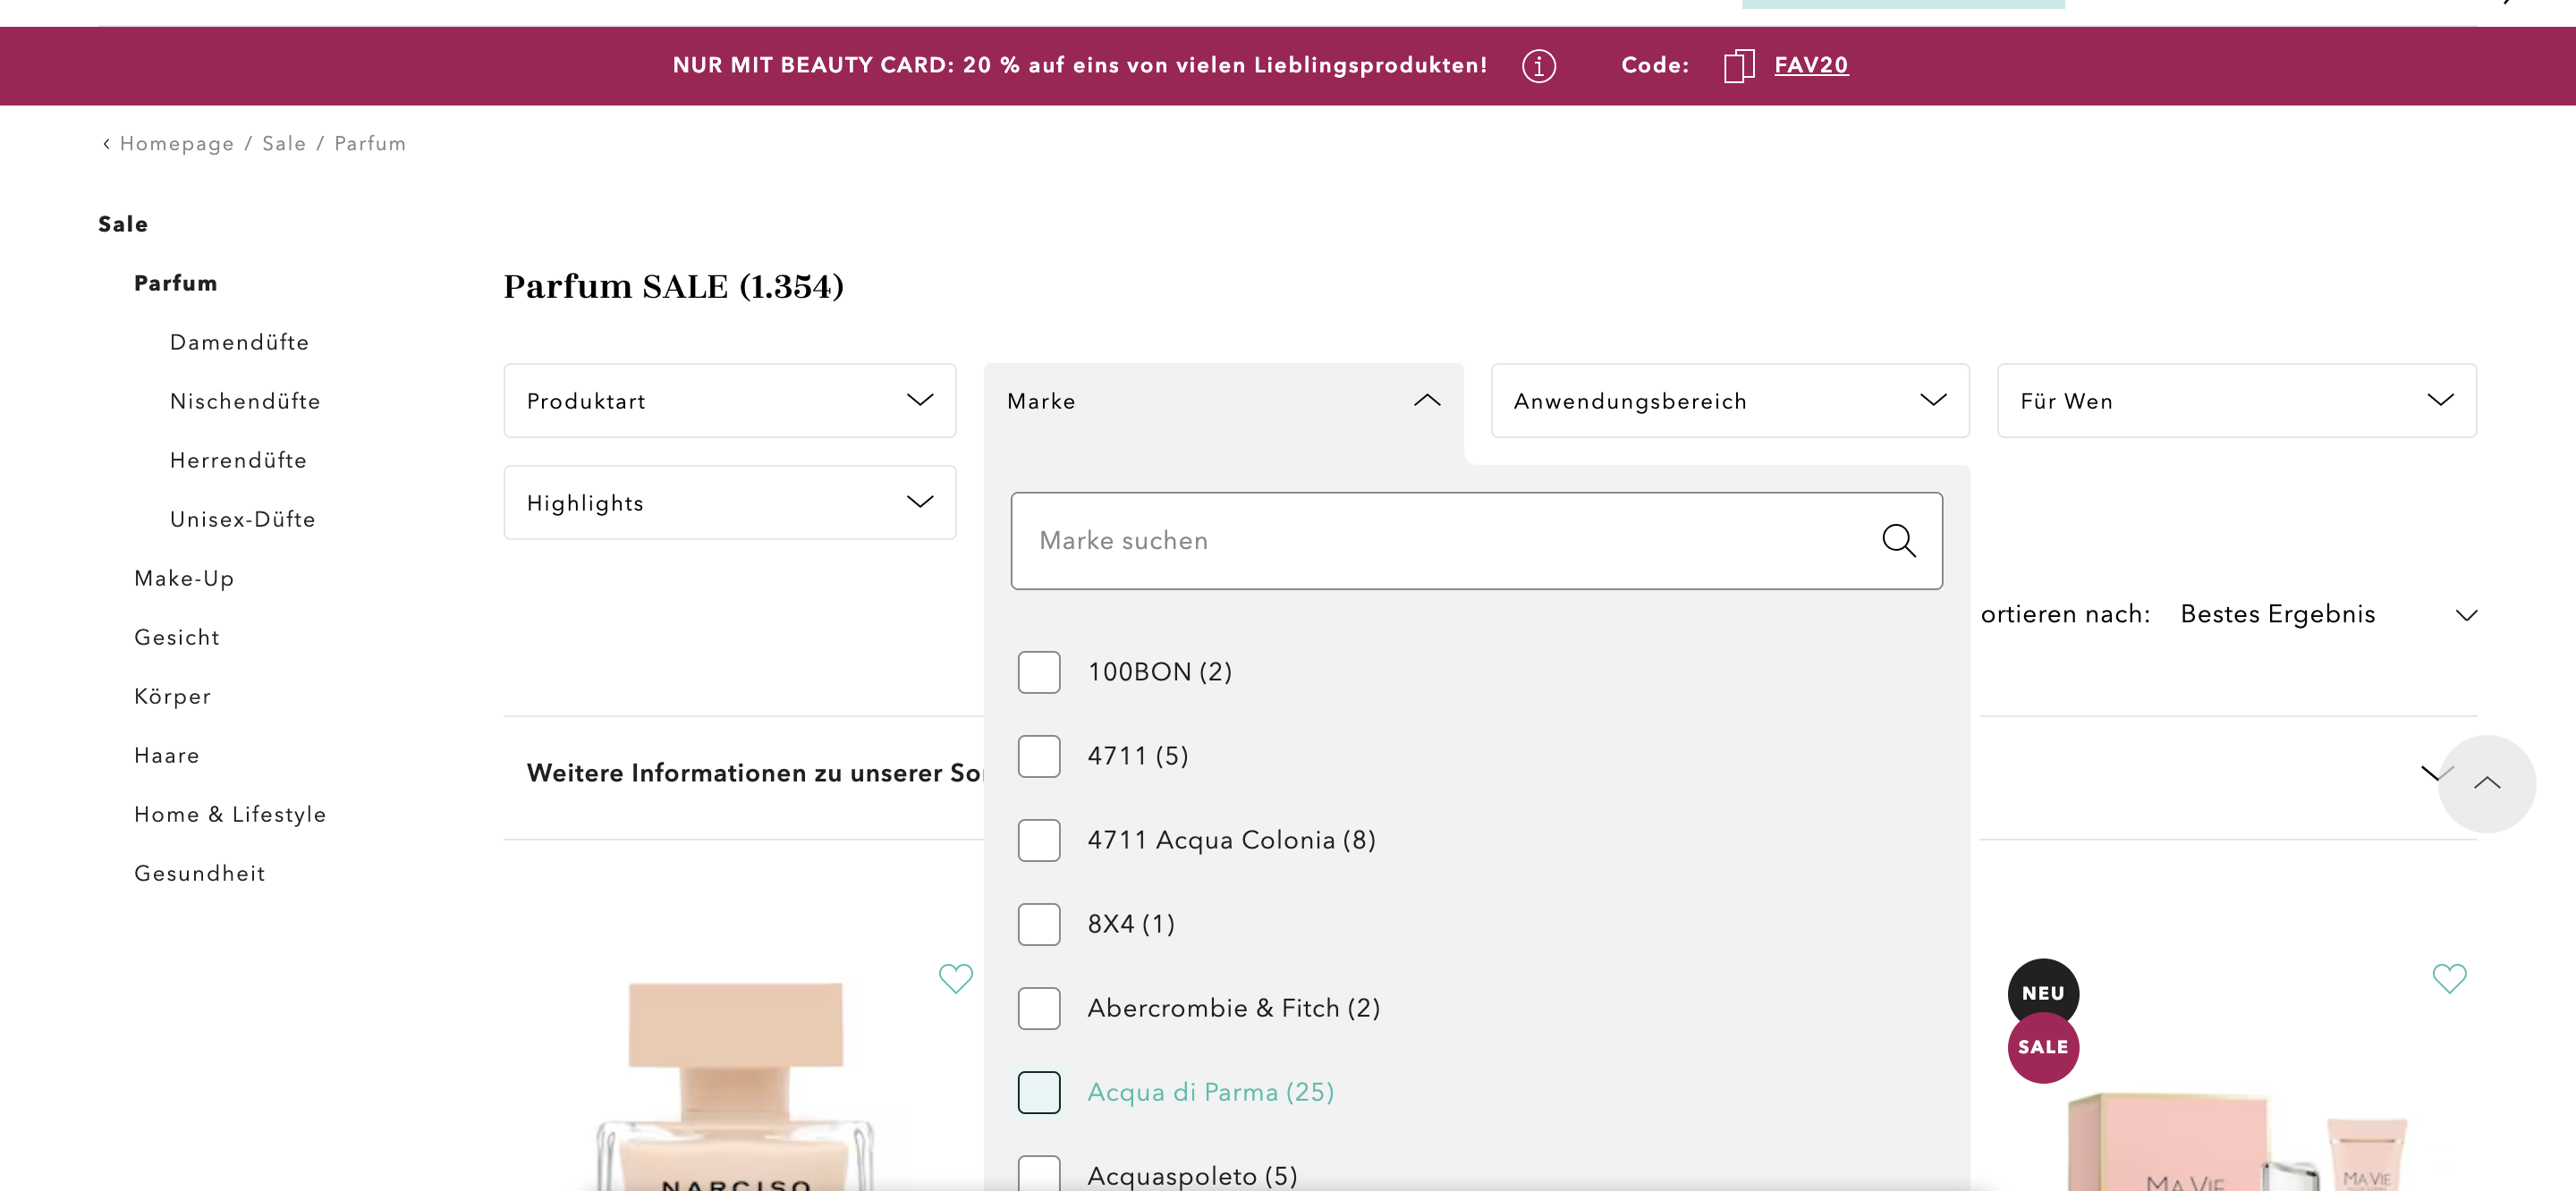 NUR MIT BEAUTY CARD: 20 % auf eins von vielen Lieblingsprodukten!
Code: FAV20
Homepage / Sale / Parfum
Sale
Parfum
Damendüfte
Nischendüfte
Herrendüfte
Unisex-Düfte
Make-Up
Gesicht
Körper
Haare
Home & Lifestyle
Gesundheit
Parfum SALE (1.354)
Produktart
Marke
Anwendungsbereich
Für Wen
Highlights
Marke suchen
100BON (2)
4711 (5)
4711 Acqua Colonia (8)
8X4 (1)
Abercrombie & Fitch (2)
Acqua di Parma (25)
Acquaspoleto (5)
ortieren nach: Bestes Ergebnis
Weitere Informationen zu unserer So
NARCISO
NEU
SALE
MA VIE
MA VIE